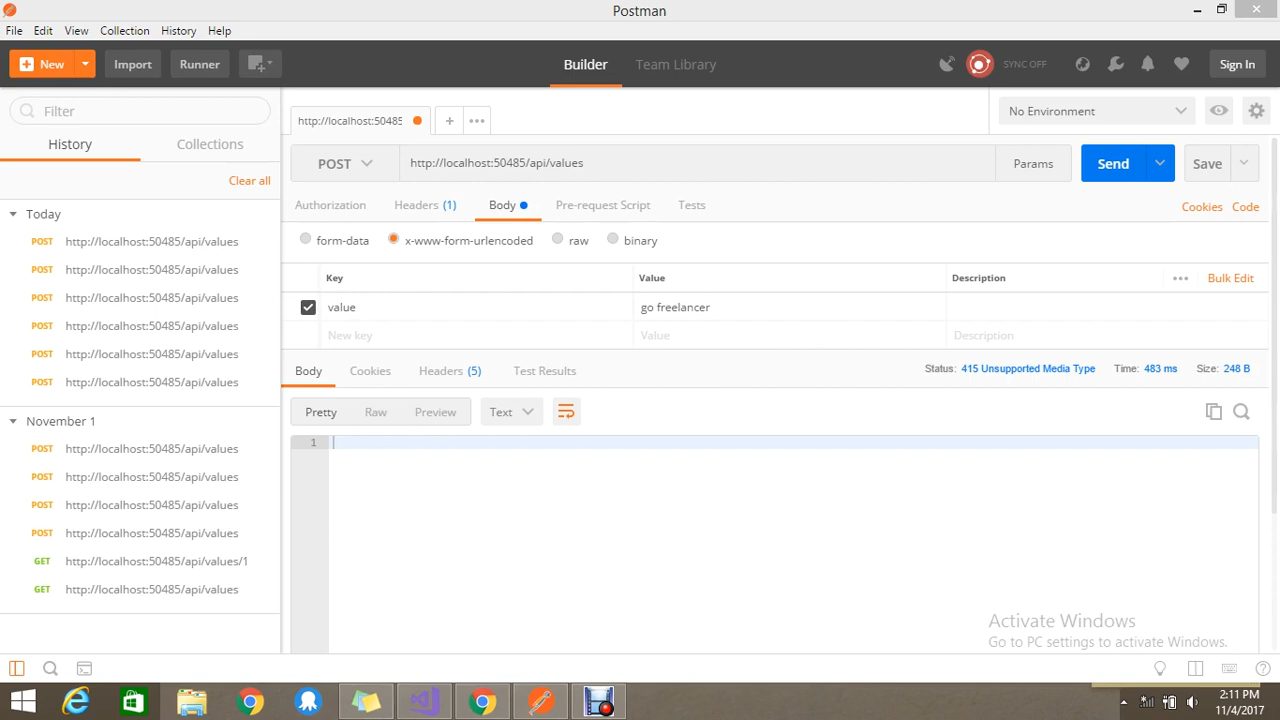 Postman
File Edit View Collection History Help
New Import Runner Builder Team Library SYNC OFF Sign In
Filter
History Collections
Clear all
Today
POST http://localhost:50485/api/values
POST http://localhost:50485/api/values
POST http://localhost:50485/api/values
POST http://localhost:50485/api/values
POST http://localhost:50485/api/values
POST http://localhost:50485/api/values
November 1
POST http://localhost:50485/api/values
POST http://localhost:50485/api/values
POST http://localhost:50485/api/values
POST http://localhost:50485/api/values
GET http://localhost:50485/api/values/1
GET http://localhost:50485/api/values
http://localhost:50485 + ••• No Environment
POST http://localhost:50485/api/values Params Send Save
Authorization Headers (1) Body Pre-request Script Tests Cookies Code
form-data x-www-form-urlencoded raw binary
Key Value Description ••• Bulk Edit
value go freelancer
New key Value Description
Body Cookies Headers (5) Test Results Status: 415 Unsupported Media Type Time: 483 ms Size: 248 B
Pretty Raw Preview Text
1
Activate Windows
Go to PC settings to activate Windows.
2:11 PM
11/4/2017